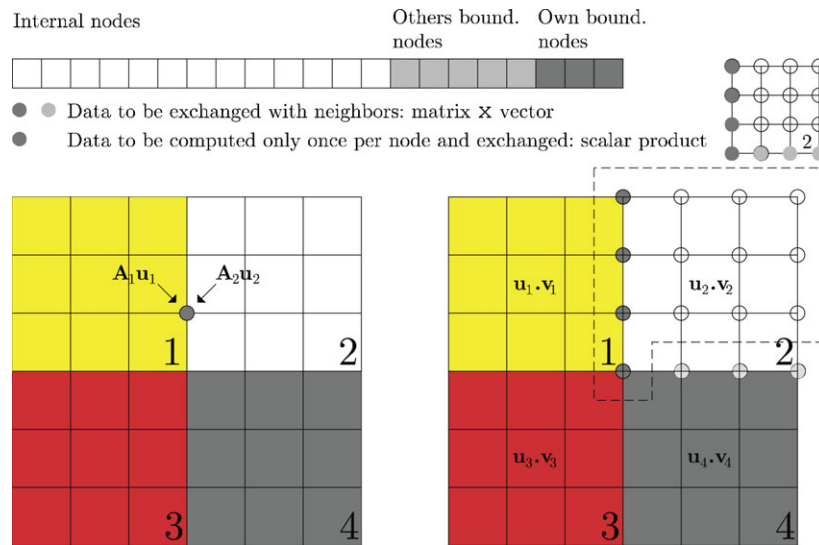 Internal nodes
Others bound.
nodes
Own bound.
nodes
Data to be exchanged with neighbors: matrix X vector
Data to be computed only once per node and exchanged: scalar product
2
A₁u₁
A₂u₂
1
2
3
4
u₁.v₁
u₂.v₂
1
2
u₃.v₃
u₄.v₄
3
4